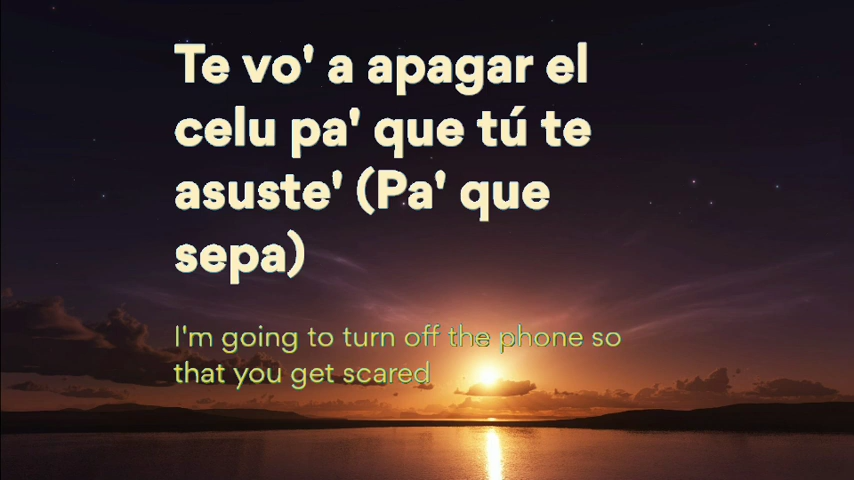 Te vo' a apagar el
celu pa' que tú te
asuste' (Pa' que
sepa)
I'm going to turn off the phone so
that you get scared